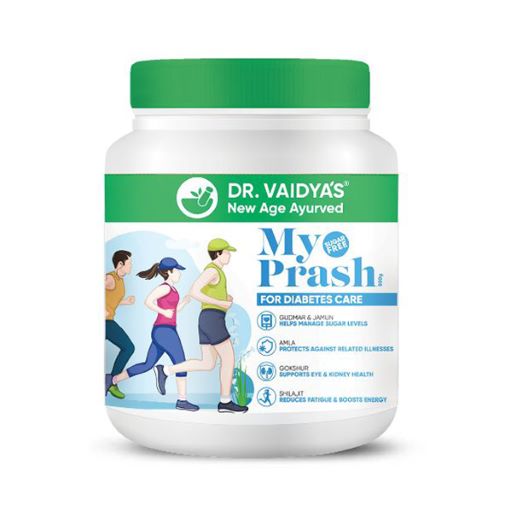 DR. VAIDYA'S®
New Age Ayurved
My
SUGAR
FREE
Prash
FOR DIABETES CARE
GUDMAR & JAMUN
HELPS MANAGE SUGAR LEVELS
AMLA
PROTECTS AGAINST RELATED ILLNESSES
GOKSHUR
SUPPORTS EYE & KIDNEY HEALTH
SHILAJIT
REDUCES FATIGUE & BOOSTS ENERGY